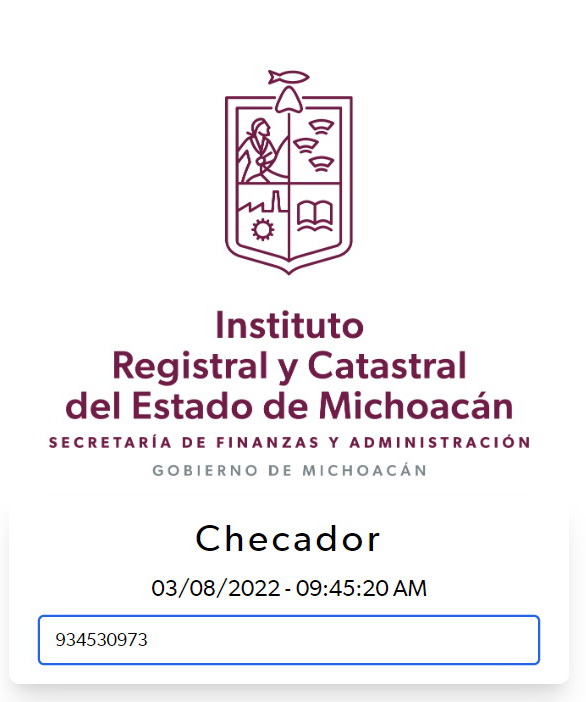 Instituto
Registral y Catastral
del Estado de Michoacán
SECRETARÍA DE FINANZAS Y ADMINISTRACIÓN
GOBIERNO DE MICHOACÁN
Checador
03/08/2022 - 09:45:20 AM
934530973